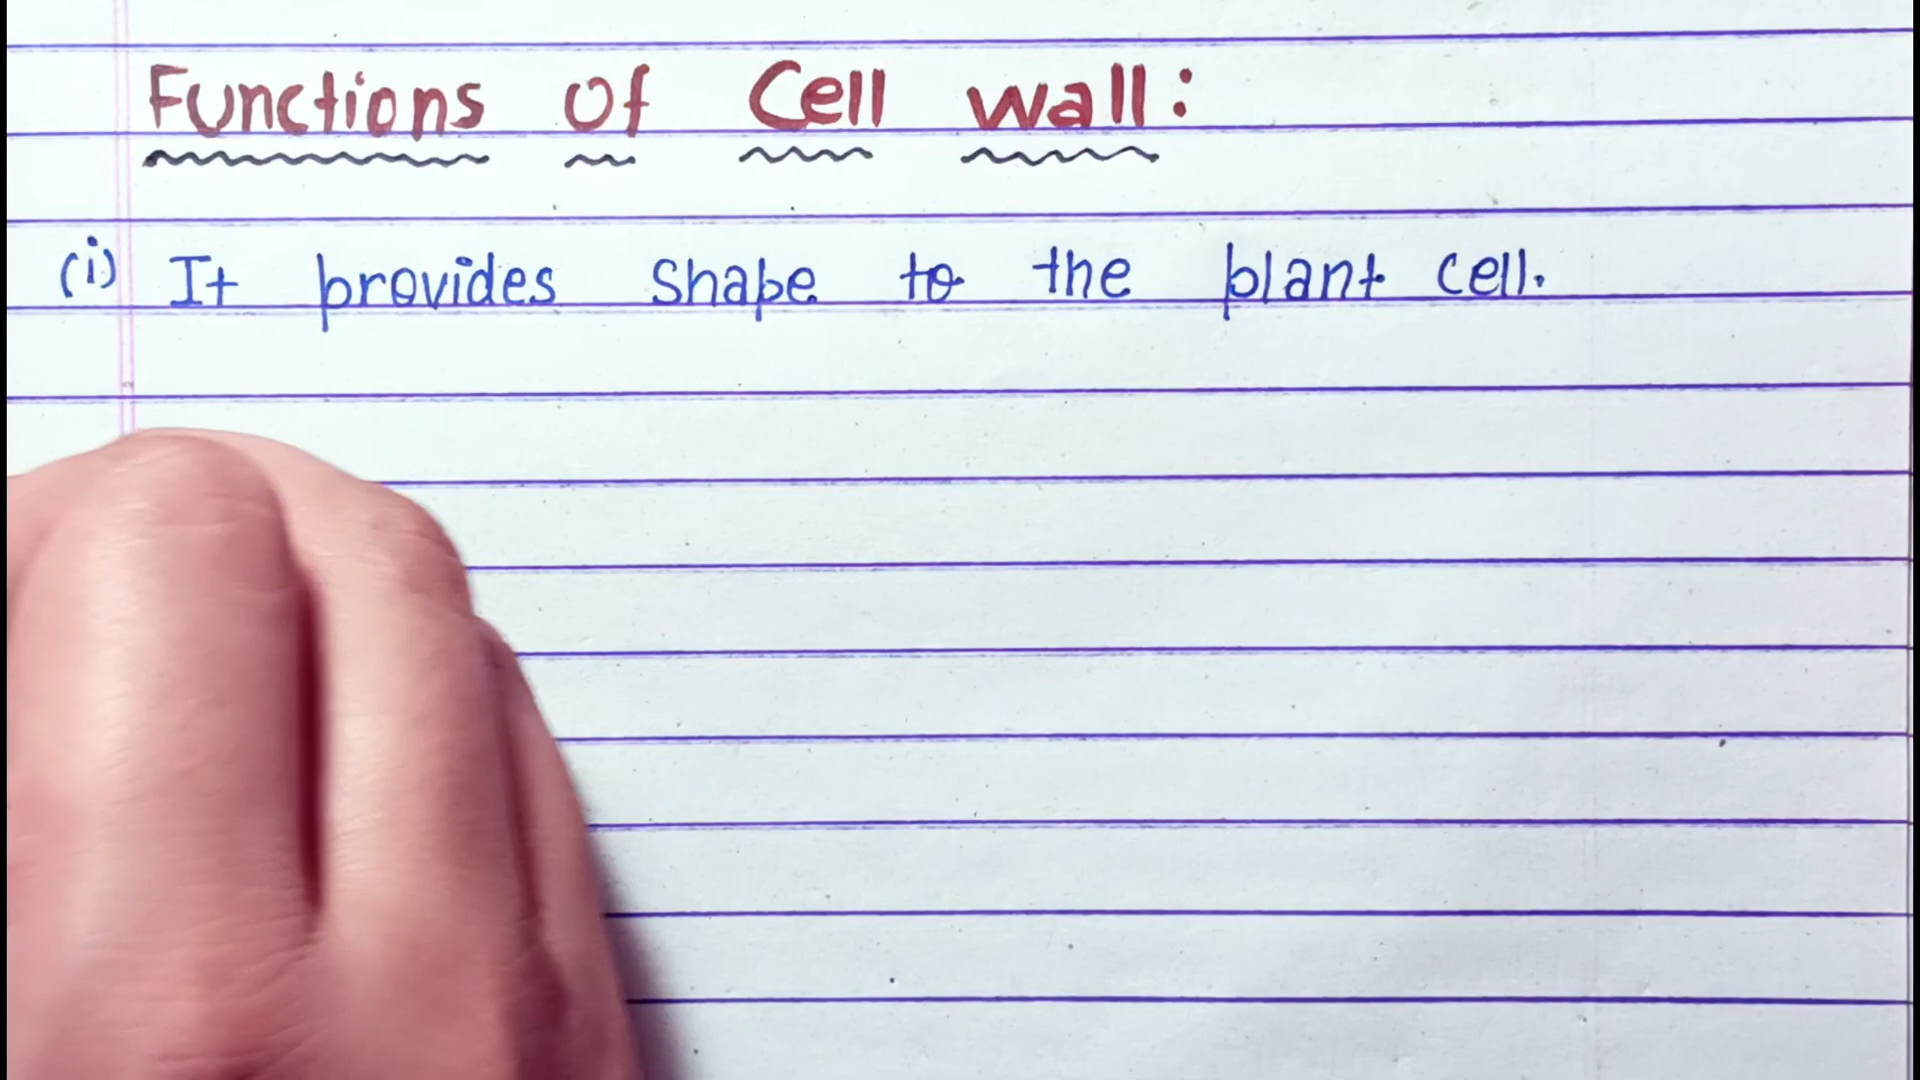 Functions of Cell wall:
(i) It provides shape to the plant cell.